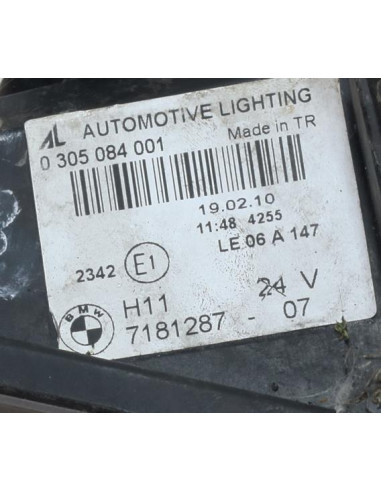 AL AUTOMOTIVE LIGHTING
0 305 084 001 Made in TR
19.02.10
11:48 4255
LE 06 A 147
2342 E1
BMW H11 24 V
7181287 - 07